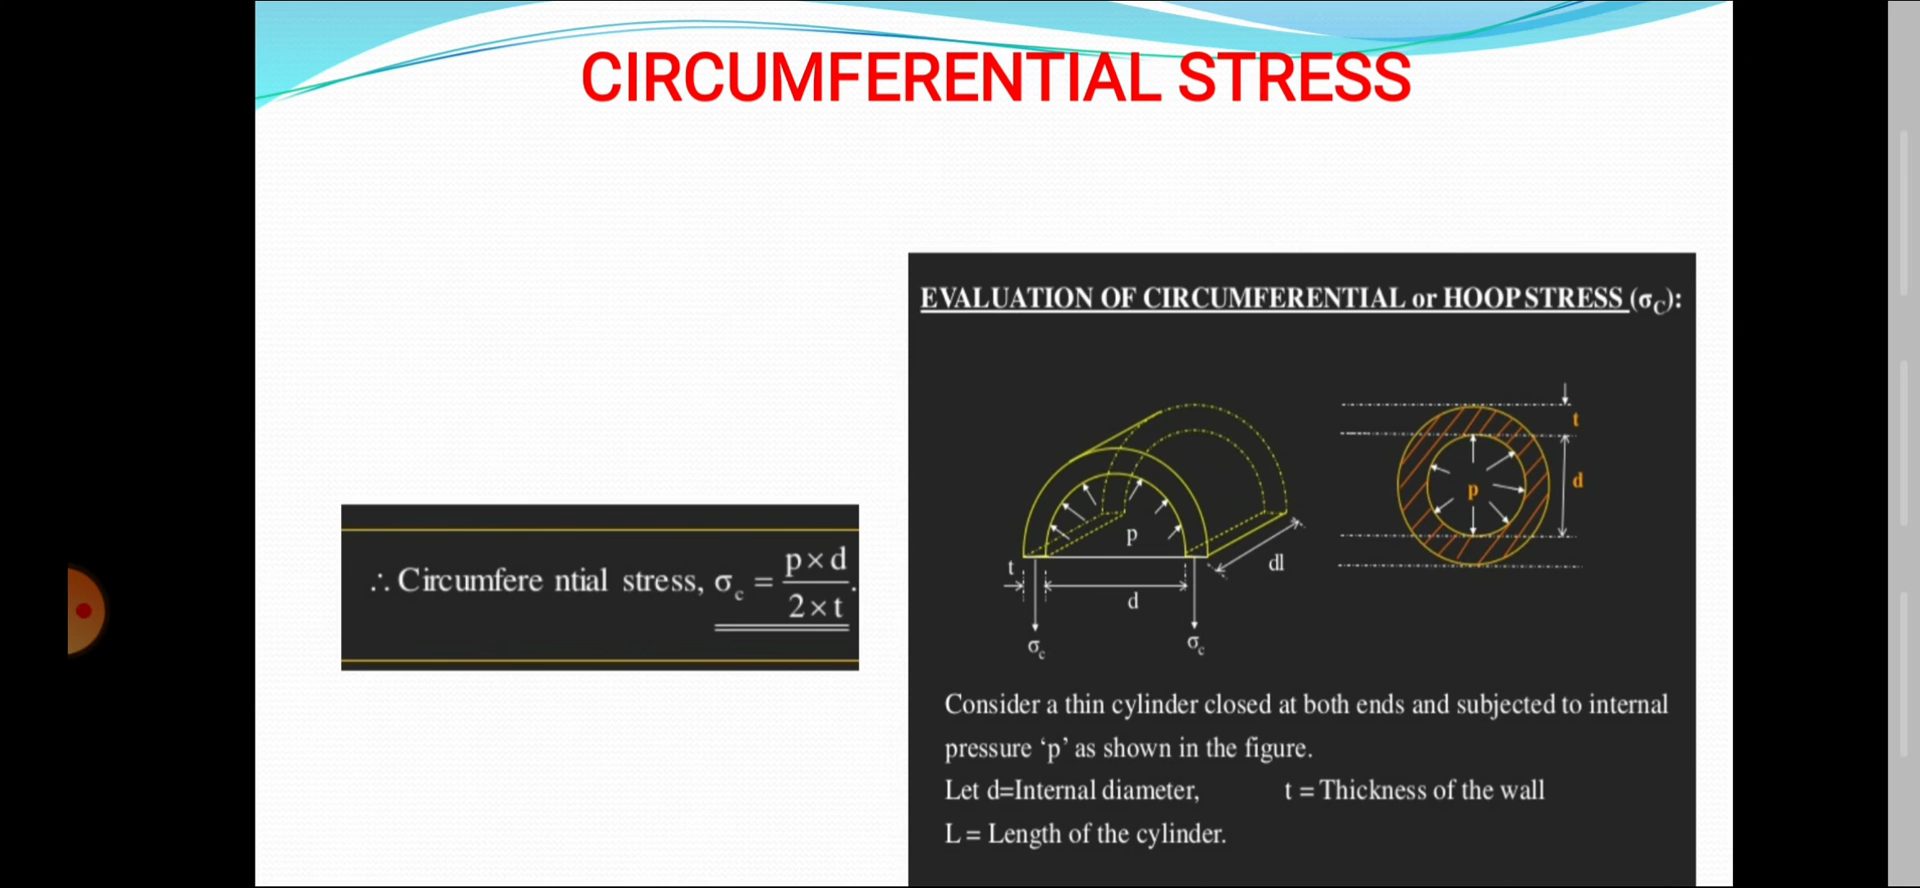 CIRCUMFERENTIAL STRESS
EVALUATION OF CIRCUMFERENTIAL or HOOP STRESS (σC):
t
d
p
p
dl
t
d
σc
σc
∴ Circumfere ntial stress, σc = p×d / 2×t.
Consider a thin cylinder closed at both ends and subjected to internal
pressure ‘p’ as shown in the figure.
Let d=Internal diameter, t = Thickness of the wall
L = Length of the cylinder.